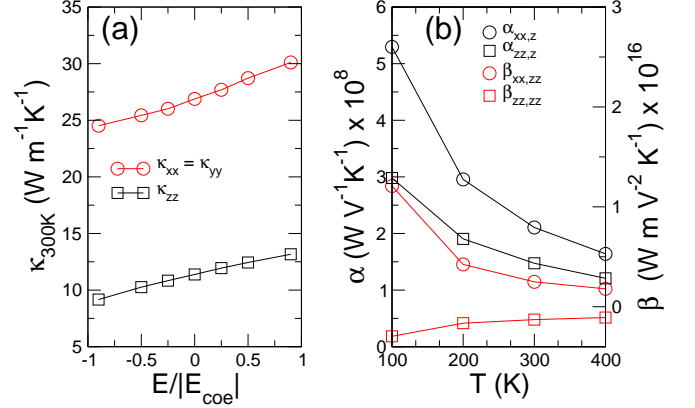 (a)
κ300K (W m⁻¹K⁻¹)
35
30
25
20
15
10
5
κxx = κyy
κzz
-1 -0.5 0 0.5 1
E/|Ecoe|
(b)
α (W V⁻¹K⁻¹) x 10⁸
6
5
4
3
2
1
0
αxx,z
αzz,z
βxx,zz
βzz,zz
100 200 300 400
T (K)
3
2
1
0
β (W m V⁻² K⁻¹) x 10¹⁶